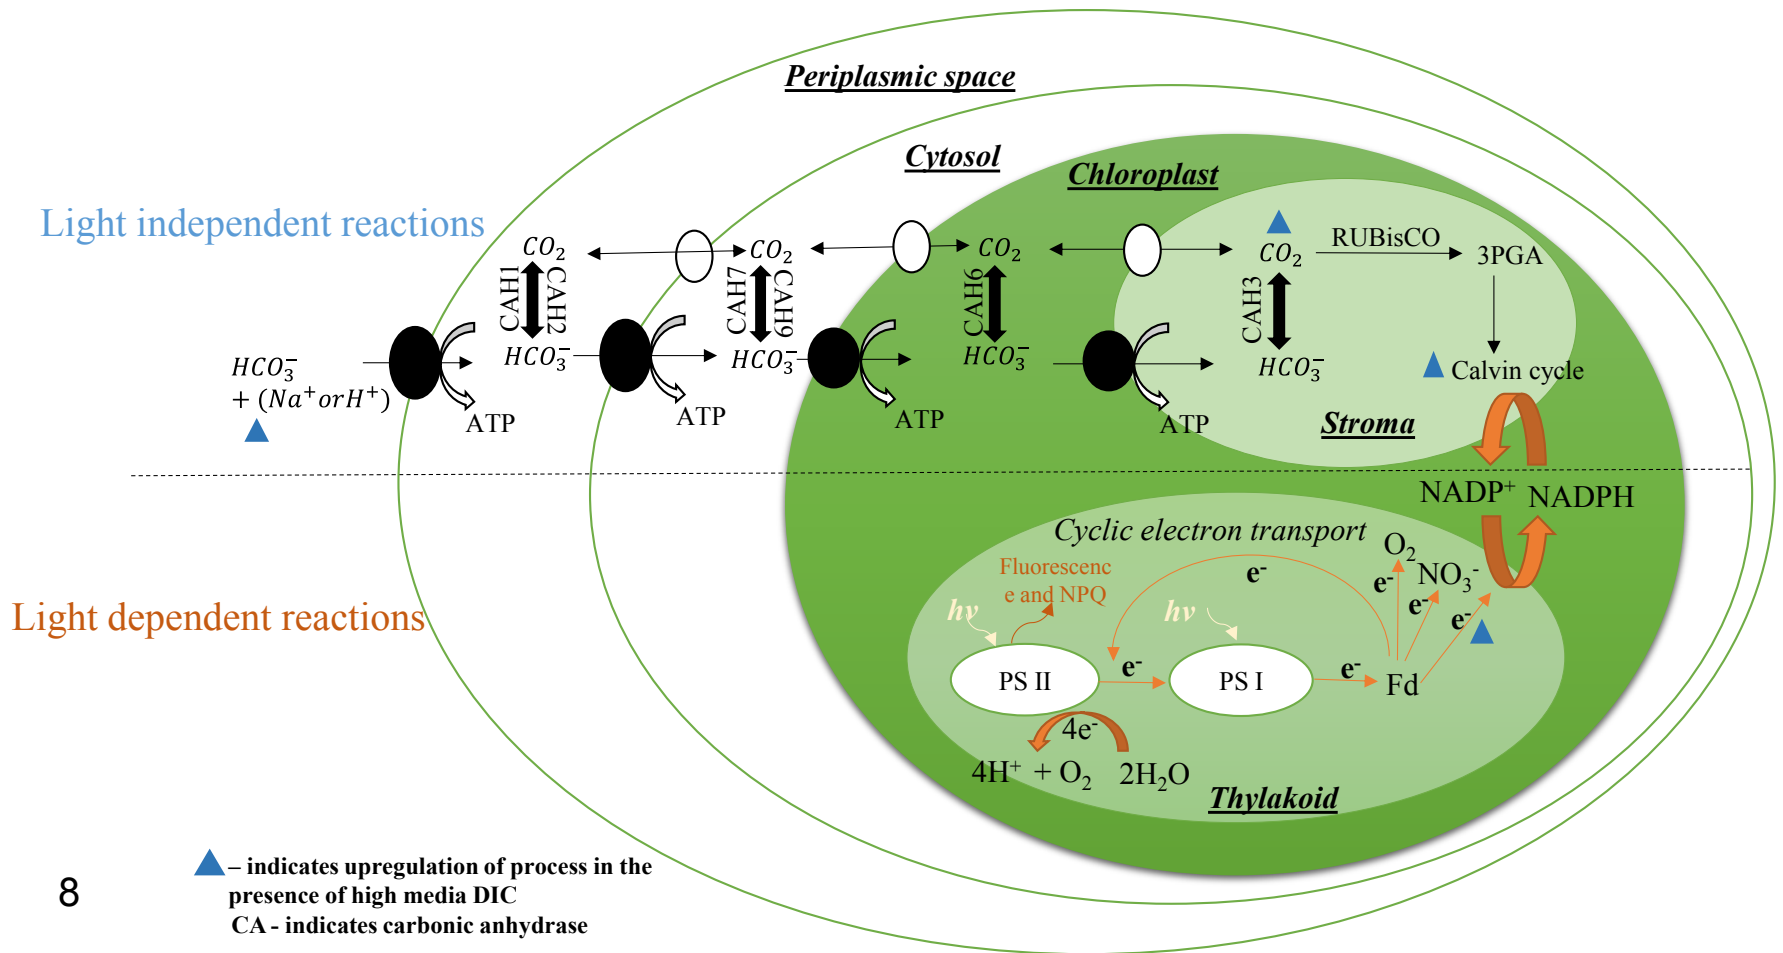 Periplasmic space
Cytosol
Chloroplast
Light independent reactions
CO₂
CO₂
CO₂
CO₂
RUBisCO
3PGA
CAH1
CAH2
CAH7
CAH9
CAH6
CAH3
HCO₃⁻
+ (Na⁺orH⁺)
HCO₃⁻
HCO₃⁻
HCO₃⁻
HCO₃⁻
Calvin cycle
ATP
ATP
ATP
ATP
Stroma
NADP⁺
NADPH
Cyclic electron transport
O₂
Fluorescenc
e and NPQ
e⁻
e⁻
NO₃⁻
hν
hν
e⁻
e⁻
PS II
e⁻
PS I
e⁻
Fd
4e⁻
4H⁺ + O₂
2H₂O
Thylakoid
Light dependent reactions
– indicates upregulation of process in the
presence of high media DIC
CA - indicates carbonic anhydrase
8